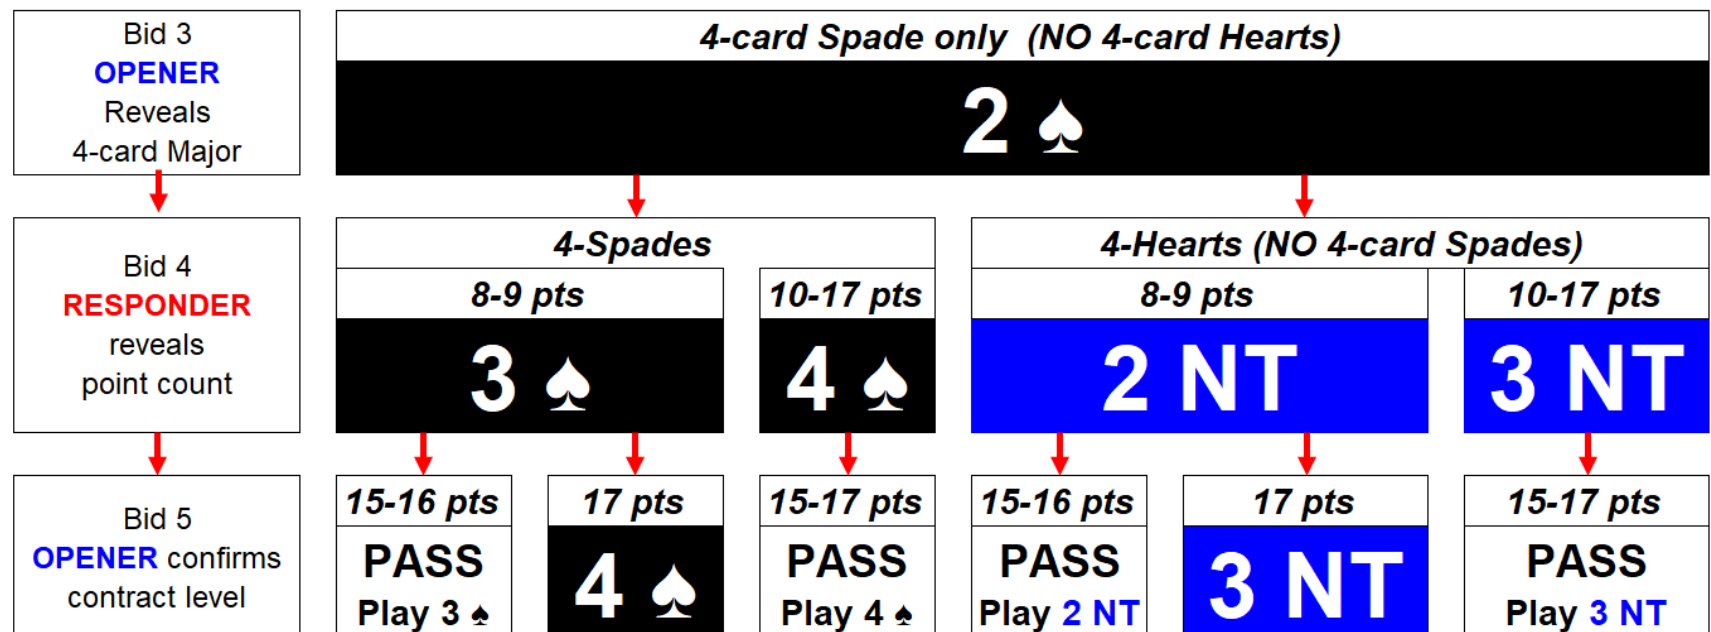 Bid 3
OPENER
Reveals
4-card Major
4-card Spade only (NO 4-card Hearts)
2 ♠
Bid 4
RESPONDER
reveals
point count
4-Spades
4-Hearts (NO 4-card Spades)
8-9 pts
10-17 pts
8-9 pts
10-17 pts
3 ♠
4 ♠
2 NT
3 NT
Bid 5
OPENER confirms
contract level
15-16 pts
17 pts
15-17 pts
15-16 pts
17 pts
15-17 pts
PASS
Play 3 ♠
4 ♠
PASS
Play 4 ♠
PASS
Play 2 NT
3 NT
PASS
Play 3 NT